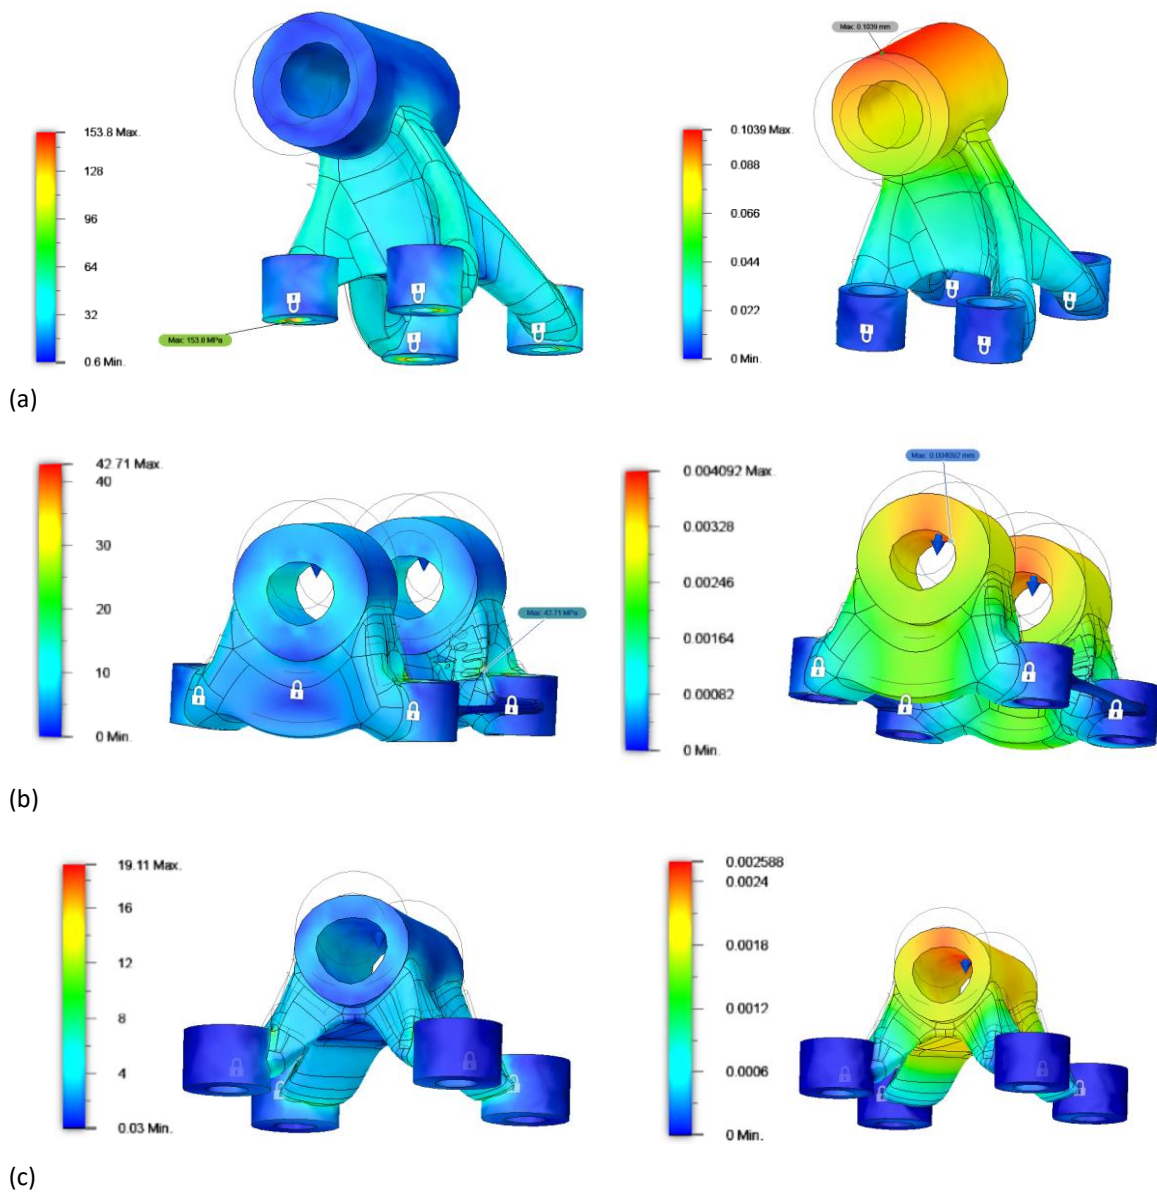 Max: 0.1039 mm
153.8 Max.
128
96
64
32
0.6 Min.
Max: 153.8 MPa
0.1039 Max.
0.088
0.066
0.044
0.022
0 Min.
(a)
42.71 Max.
40
30
20
10
0 Min.
Max: 42.71 MPa
Max: 0.004092 mm
0.004092 Max.
0.00328
0.00246
0.00164
0.00082
0 Min.
(b)
19.11 Max.
16
12
8
4
0.03 Min.
0.002588
0.0024
0.0018
0.0012
0.0006
0 Min.
(c)